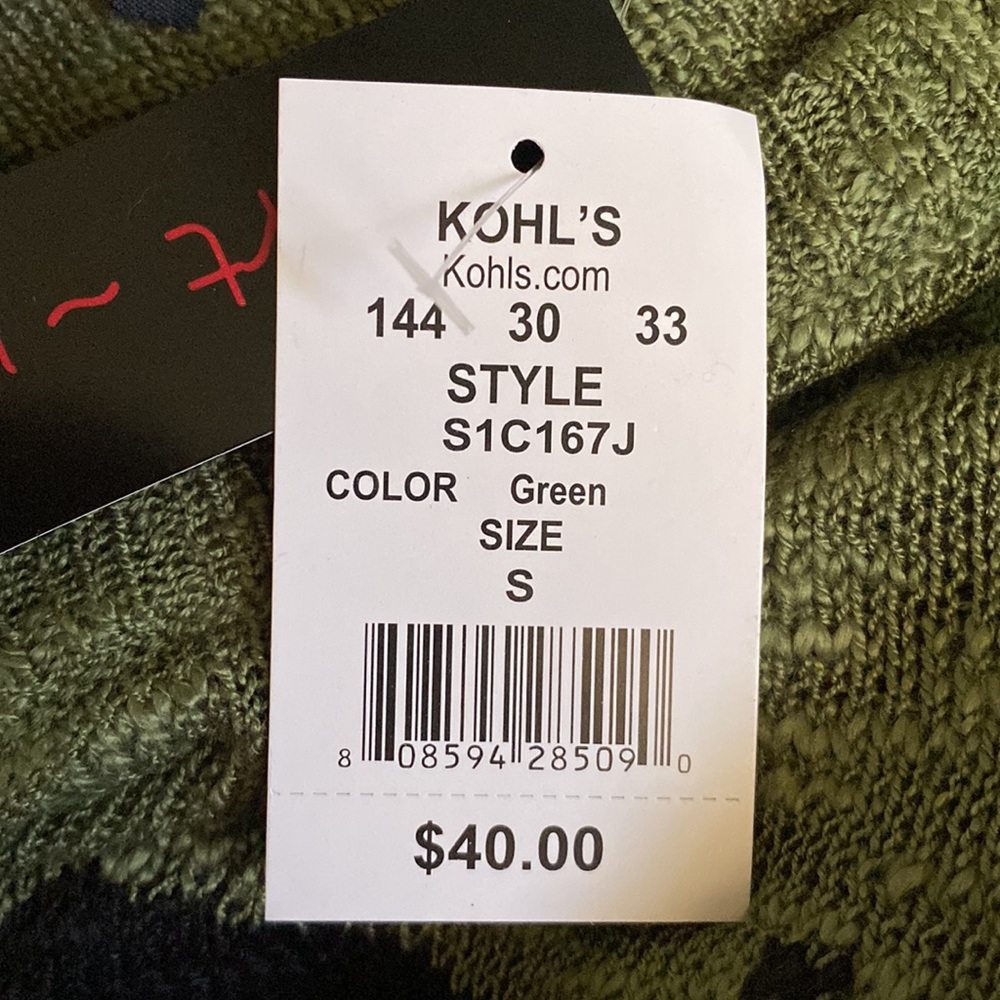 KOHL'S
Kohls.com
144 30 33
STYLE
S1C167J
COLOR Green
SIZE
S
8 08594 28509 0
$40.00